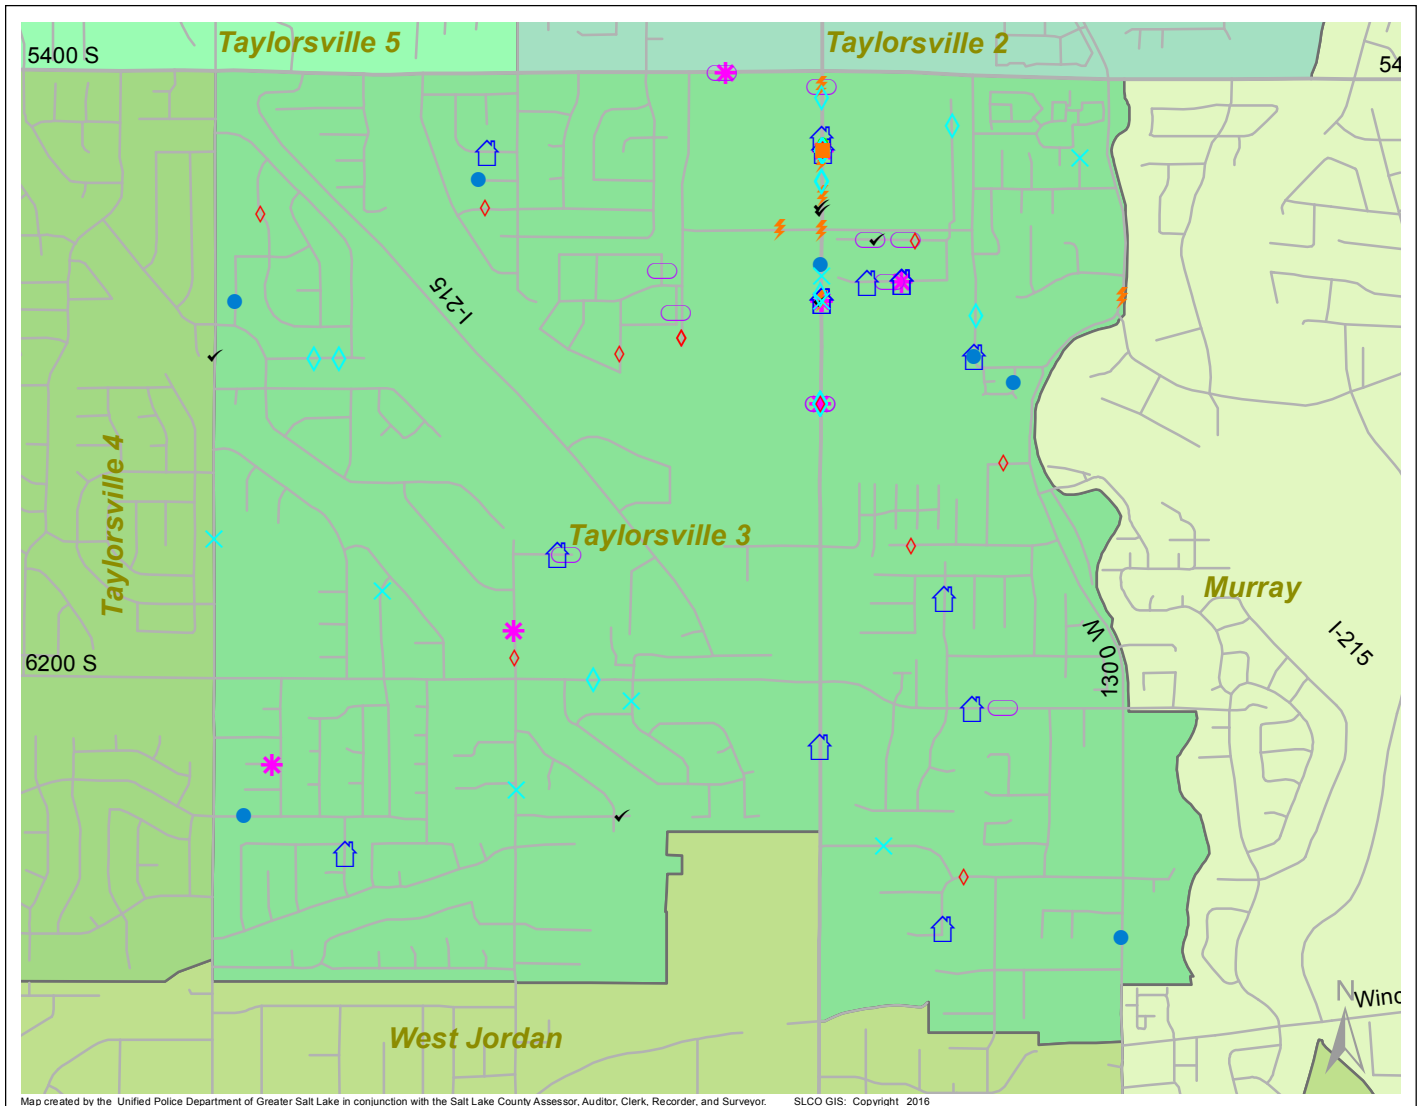 Taylorsville 5
Taylorsville 2
5400 S
54
I-215
Taylorsville 4
Taylorsville 3
Murray
1300 W
I-215
6200 S
West Jordan
N
Winc
Map created by the Unified Police Department of Greater Salt Lake in conjunction with the Salt Lake County Assessor, Auditor, Clerk, Recorder, and Surveyor. SLCO GIS: Copyright 2016